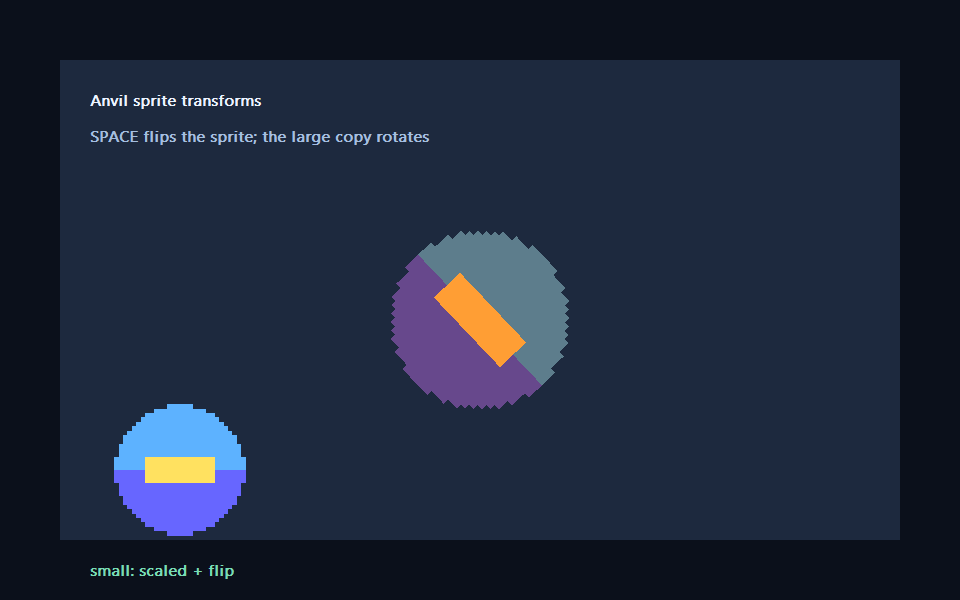 Anvil sprite transforms
SPACE flips the sprite; the large copy rotates
small: scaled + flip